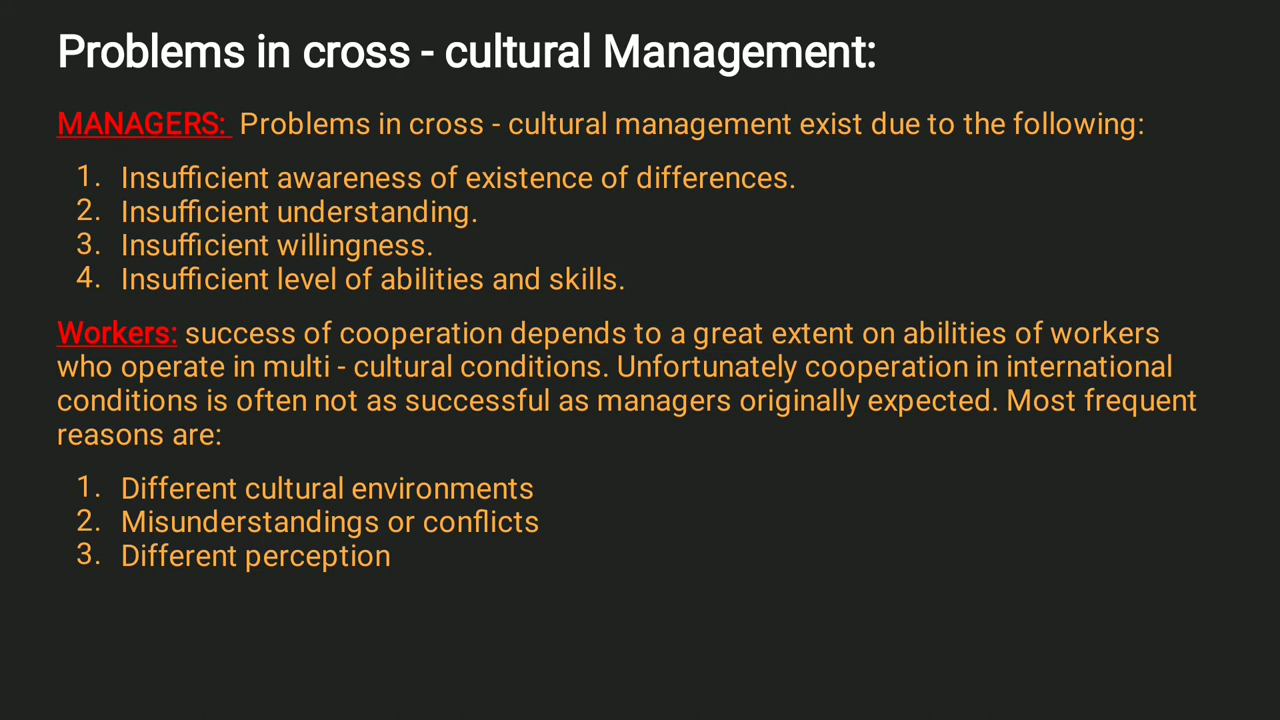 Problems in cross - cultural Management:
MANAGERS: Problems in cross - cultural management exist due to the following:
1. Insufficient awareness of existence of differences.
2. Insufficient understanding.
3. Insufficient willingness.
4. Insufficient level of abilities and skills.
Workers: success of cooperation depends to a great extent on abilities of workers
who operate in multi - cultural conditions. Unfortunately cooperation in international
conditions is often not as successful as managers originally expected. Most frequent
reasons are:
1. Different cultural environments
2. Misunderstandings or conflicts
3. Different perception